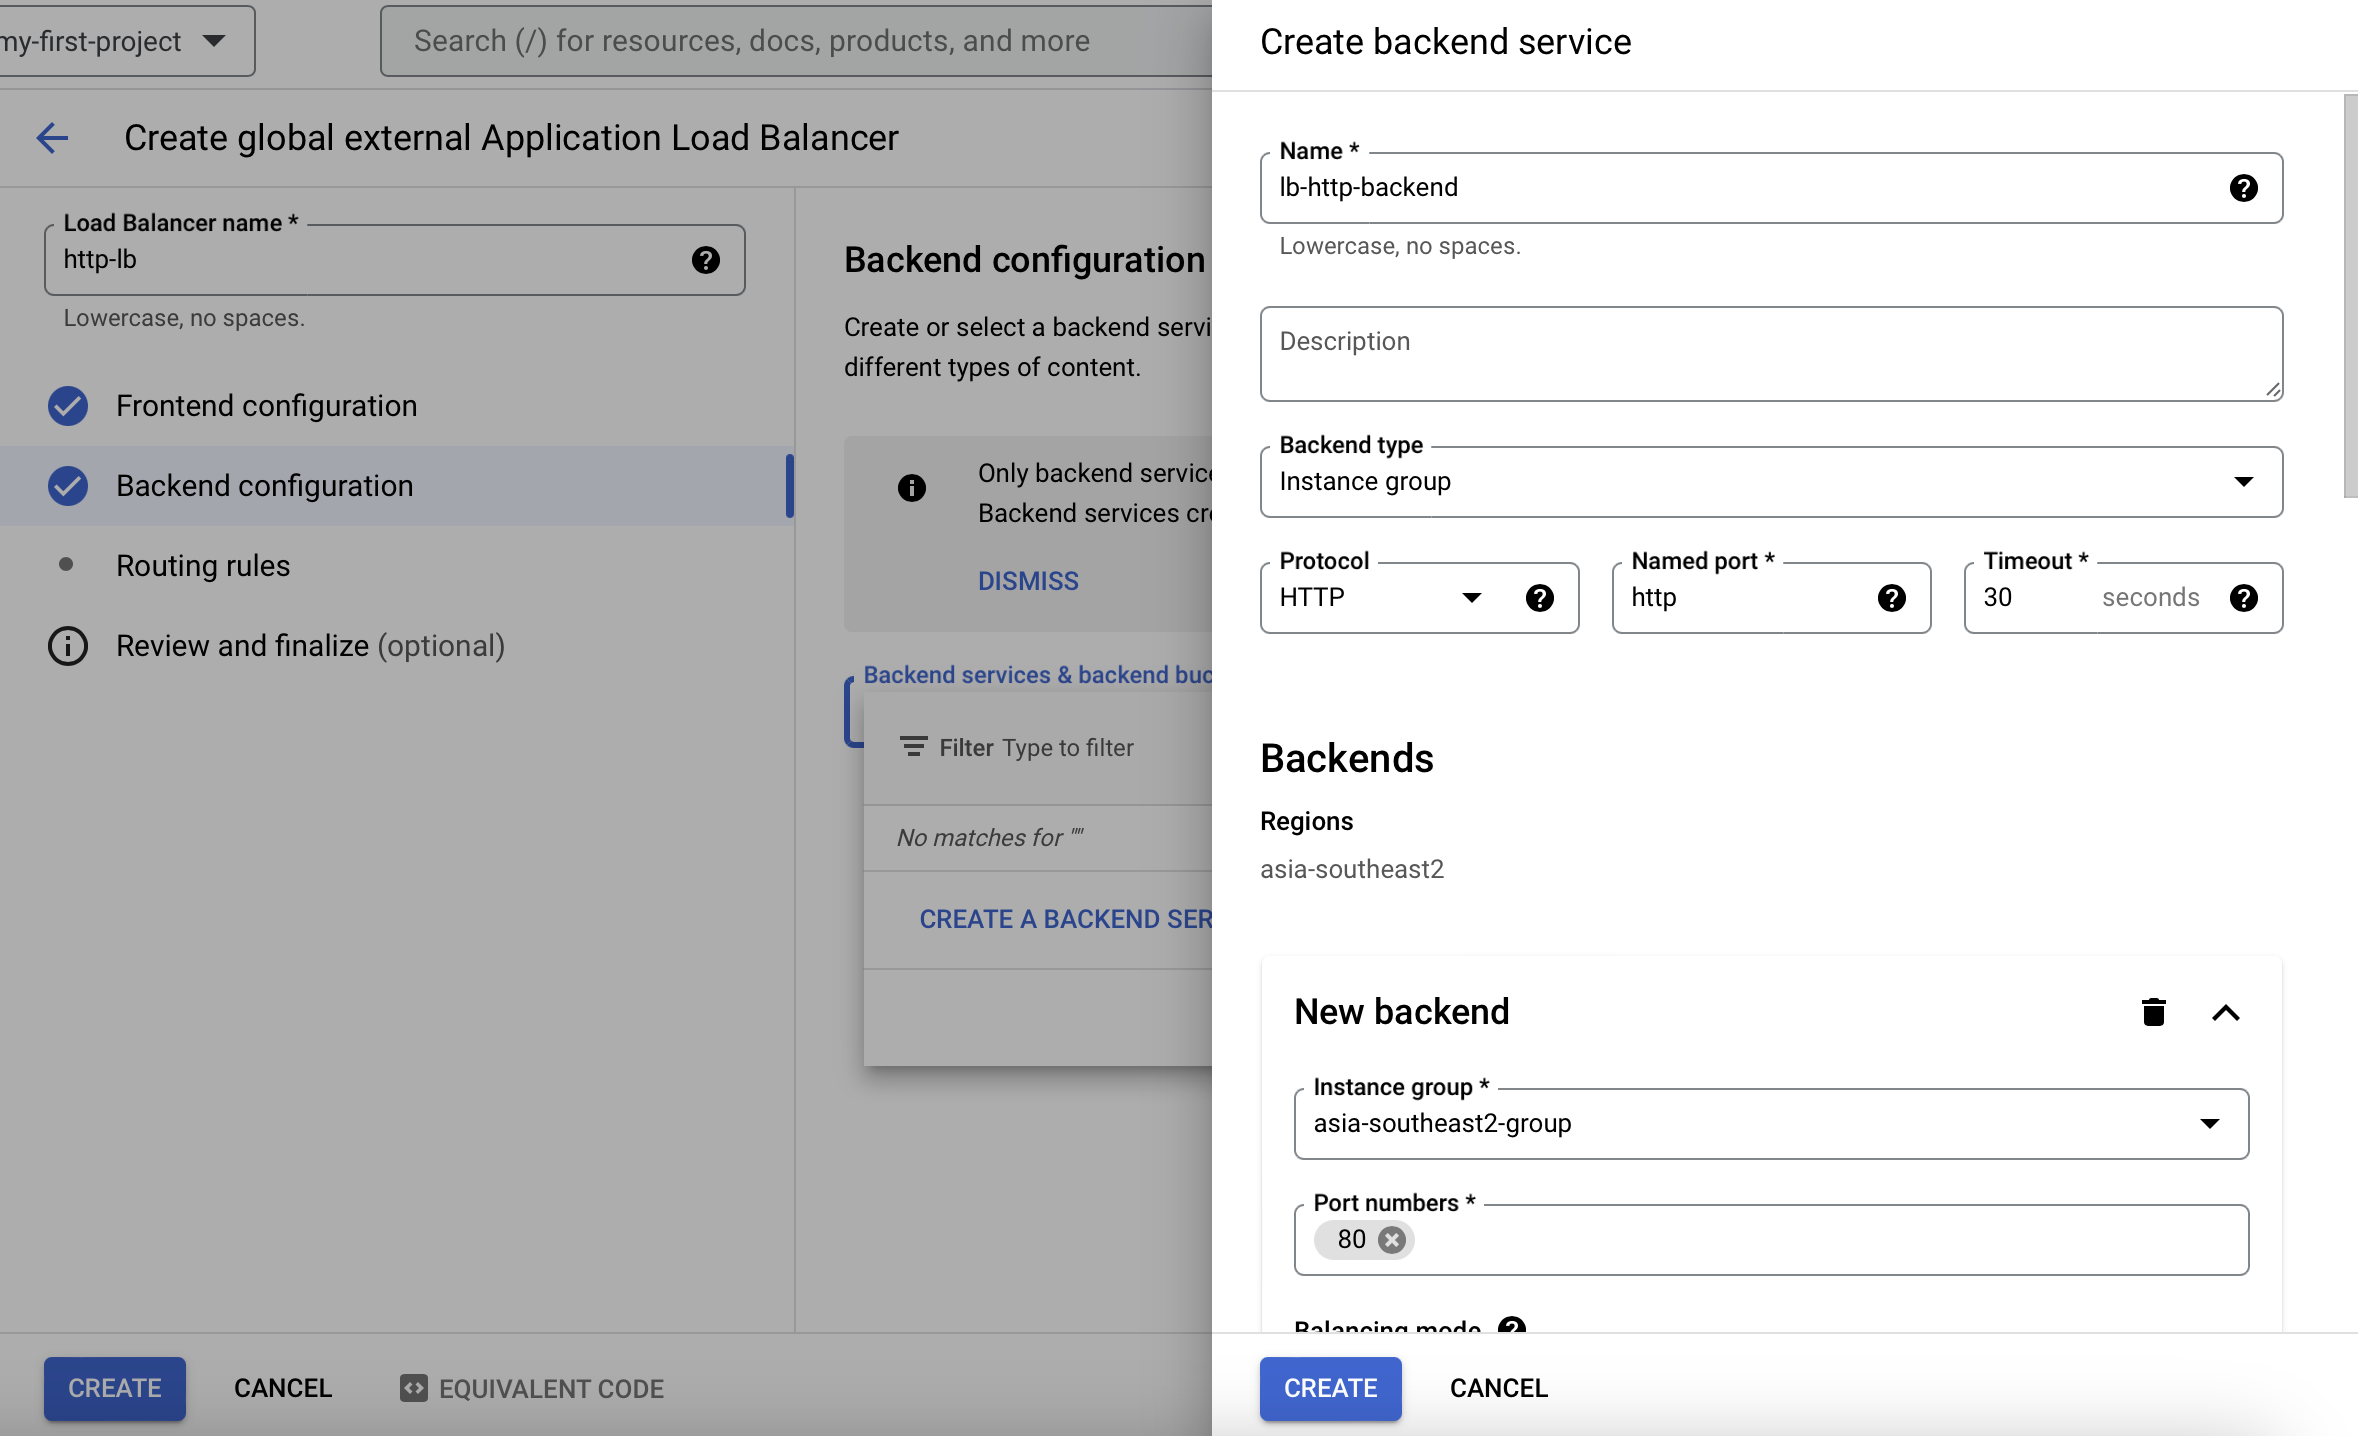 my-first-project
Search (/) for resources, docs, products, and more
Create global external Application Load Balancer
Load Balancer name *
http-lb
Lowercase, no spaces.
Frontend configuration
Backend configuration
Routing rules
Review and finalize (optional)
Backend configuration
Create or select a backend servi
different types of content.
Only backend servic
Backend services cr
DISMISS
Backend services & backend buc
Filter Type to filter
No matches for ""
CREATE A BACKEND SER
CREATE
CANCEL
EQUIVALENT CODE
Create backend service
Name *
lb-http-backend
Lowercase, no spaces.
Description
Backend type
Instance group
Protocol
HTTP
Named port *
http
Timeout *
30 seconds
Backends
Regions
asia-southeast2
New backend
Instance group *
asia-southeast2-group
Port numbers *
80
Balancing mode
CREATE
CANCEL